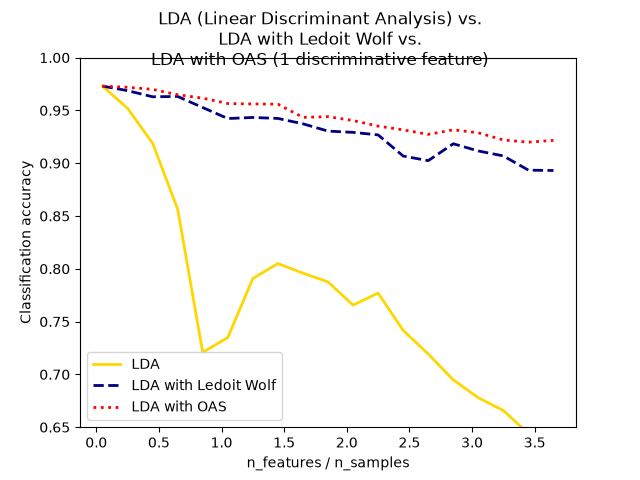 LDA (Linear Discriminant Analysis) vs.
LDA with Ledoit Wolf vs.
LDA with OAS (1 discriminative feature)
1.00
0.95
0.90
0.85
0.80
0.75
0.70
0.65
Classification accuracy
LDA
LDA with Ledoit Wolf
LDA with OAS
0.0 0.5 1.0 1.5 2.0 2.5 3.0 3.5
n_features / n_samples